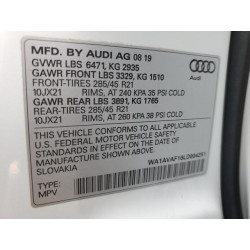 MFD. BY AUDI AG 08 19
GVWR LBS 6471, KG 2935
GAWR FRONT LBS 3329, KG 1510
FRONT-TIRES 285/45 R21
10JX21 RIMS, AT 240 KPA 35 PSI COLD
GAWR REAR LBS 3891, KG 1765
REAR-TIRES 285/45 R21
10JX21 RIMS, AT 260 KPA 38 PSI COLD
THIS VEHICLE CONFORMS TO ALL APPLICABLE
U.S. FEDERAL MOTOR VEHICLE SAFETY
STANDARDS IN EFFECT ON THE DATE OF
MANUFACTURE SHOWN ABOVE.
SLOVAKIA
TYPE:
MPV
Audi